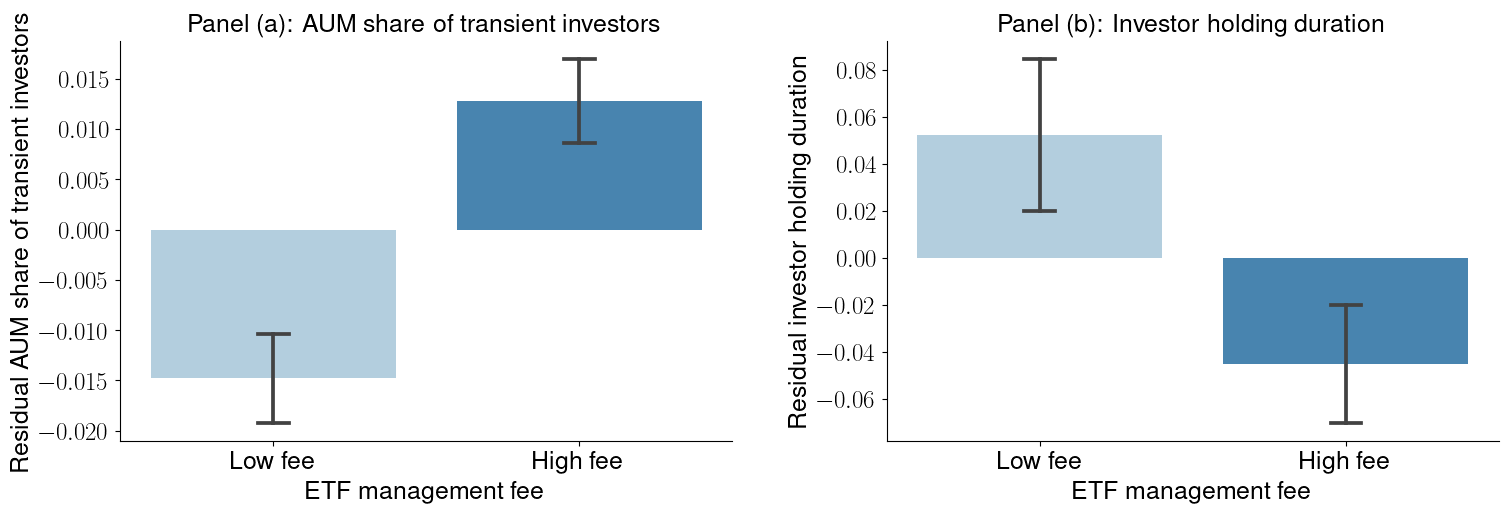 Panel (a): AUM share of transient investors
Residual AUM share of transient investors
0.015
0.010
0.005
0.000
−0.005
−0.010
−0.015
−0.020
Low fee
High fee
ETF management fee
Panel (b): Investor holding duration
Residual investor holding duration
0.08
0.06
0.04
0.02
0.00
−0.02
−0.04
−0.06
Low fee
High fee
ETF management fee